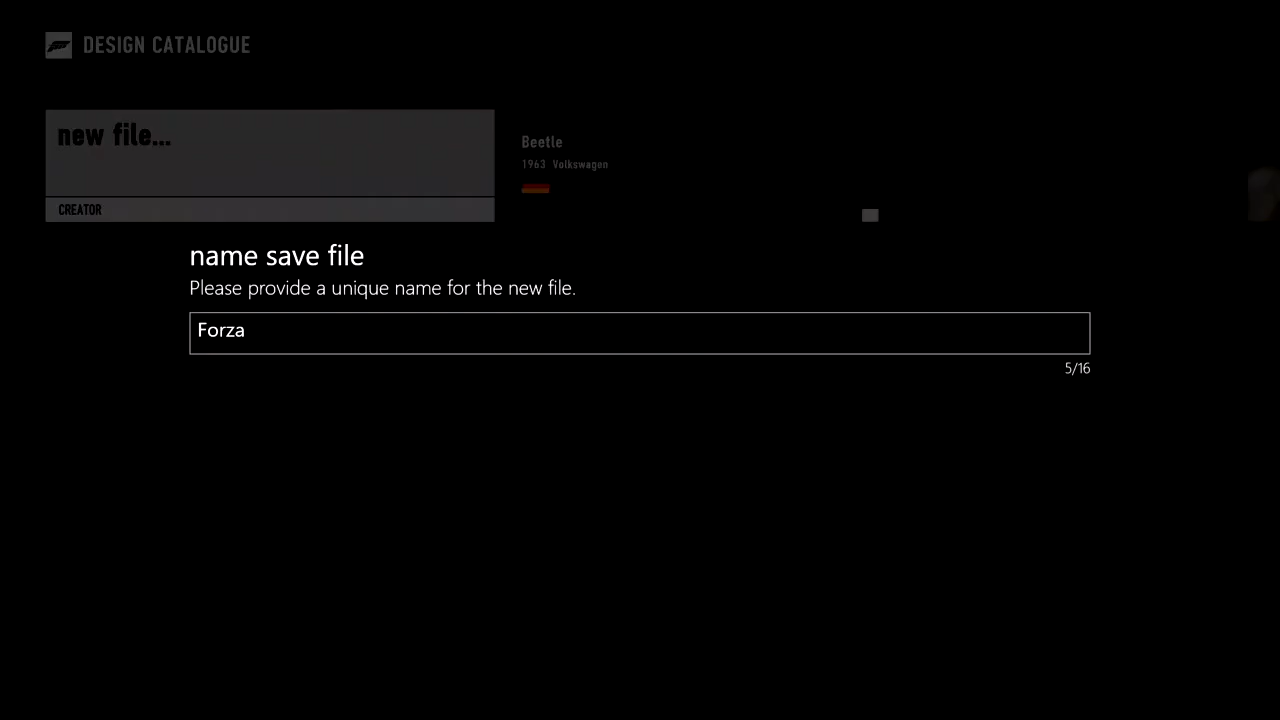 DESIGN CATALOGUE
new file...
CREATOR
Beetle
1963 Volkswagen
name save file
Please provide a unique name for the new file.
Forza
5/16